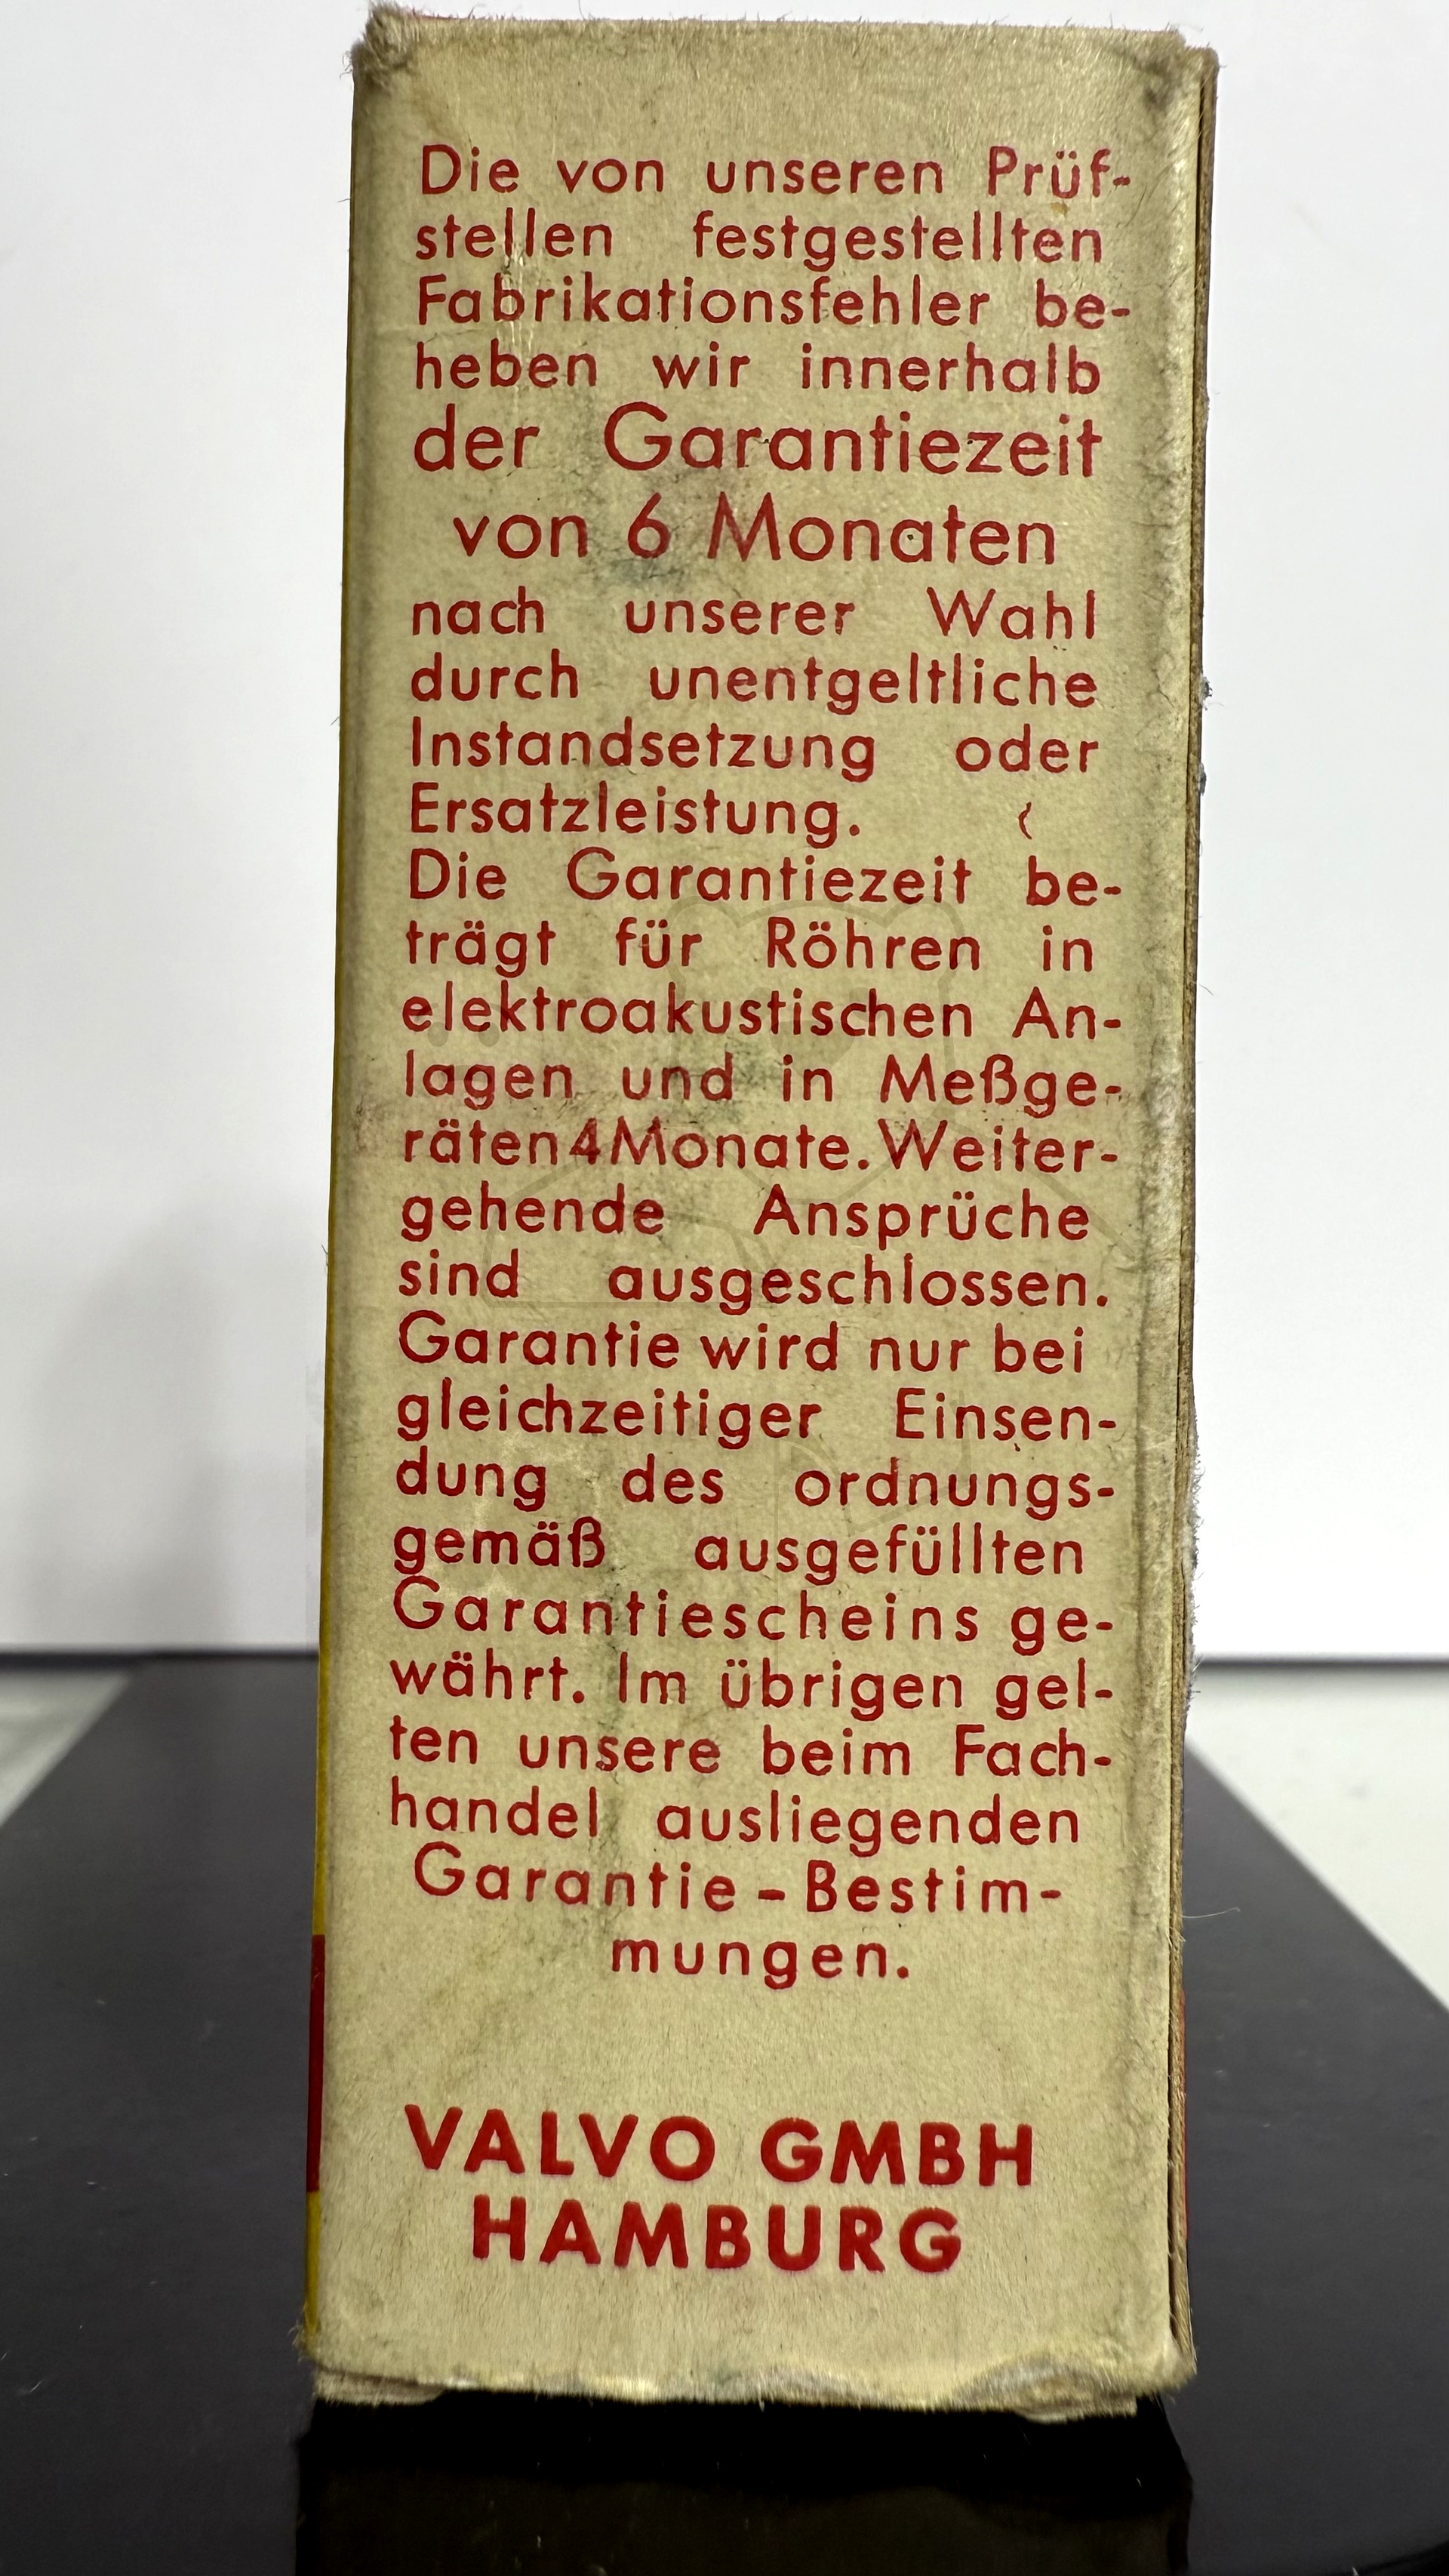 Die von unseren Prüf-
stellen festgestellten
Fabrikationsfehler be-
heben wir innerhalb
der Garantiezeit
von 6 Monaten
nach unserer Wahl
durch unentgeltliche
Instandsetzung oder
Ersatzleistung.
Die Garantiezeit be-
trägt für Röhren in
elektroakustischen An-
lagen und in Meßge-
räten 4 Monate. Weiter-
gehende Ansprüche
sind ausgeschlossen.
Garantie wird nur bei
gleichzeitiger Einsen-
dung des ordnungs-
gemäß ausgefüllten
Garantiescheins ge-
währt. Im übrigen gel-
ten unsere beim Fach-
handel ausliegenden
Garantie-Bestim-
mungen.
VALVO GMBH
HAMBURG